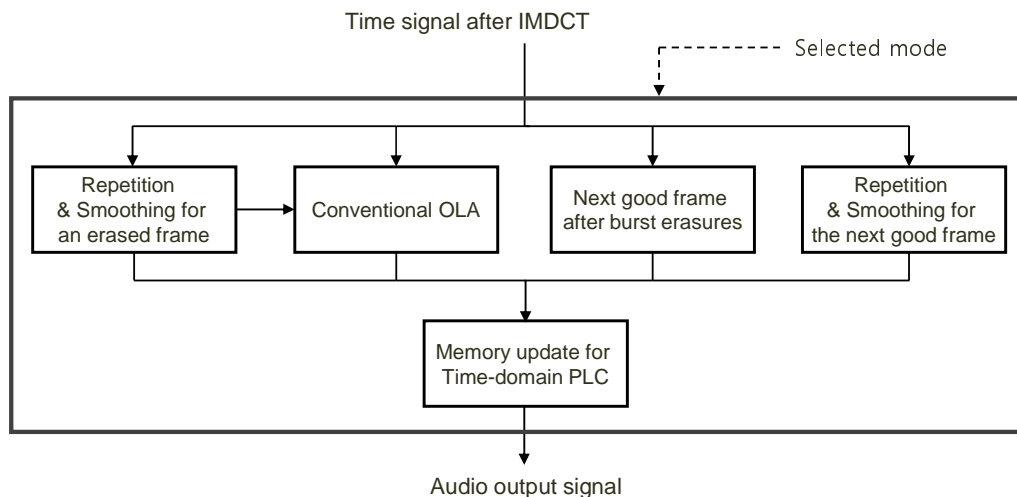 Time signal after IMDCT
Selected mode
Repetition
& Smoothing for
an erased frame
Conventional OLA
Next good frame
after burst erasures
Repetition
& Smoothing for
the next good frame
Memory update for
Time-domain PLC
Audio output signal